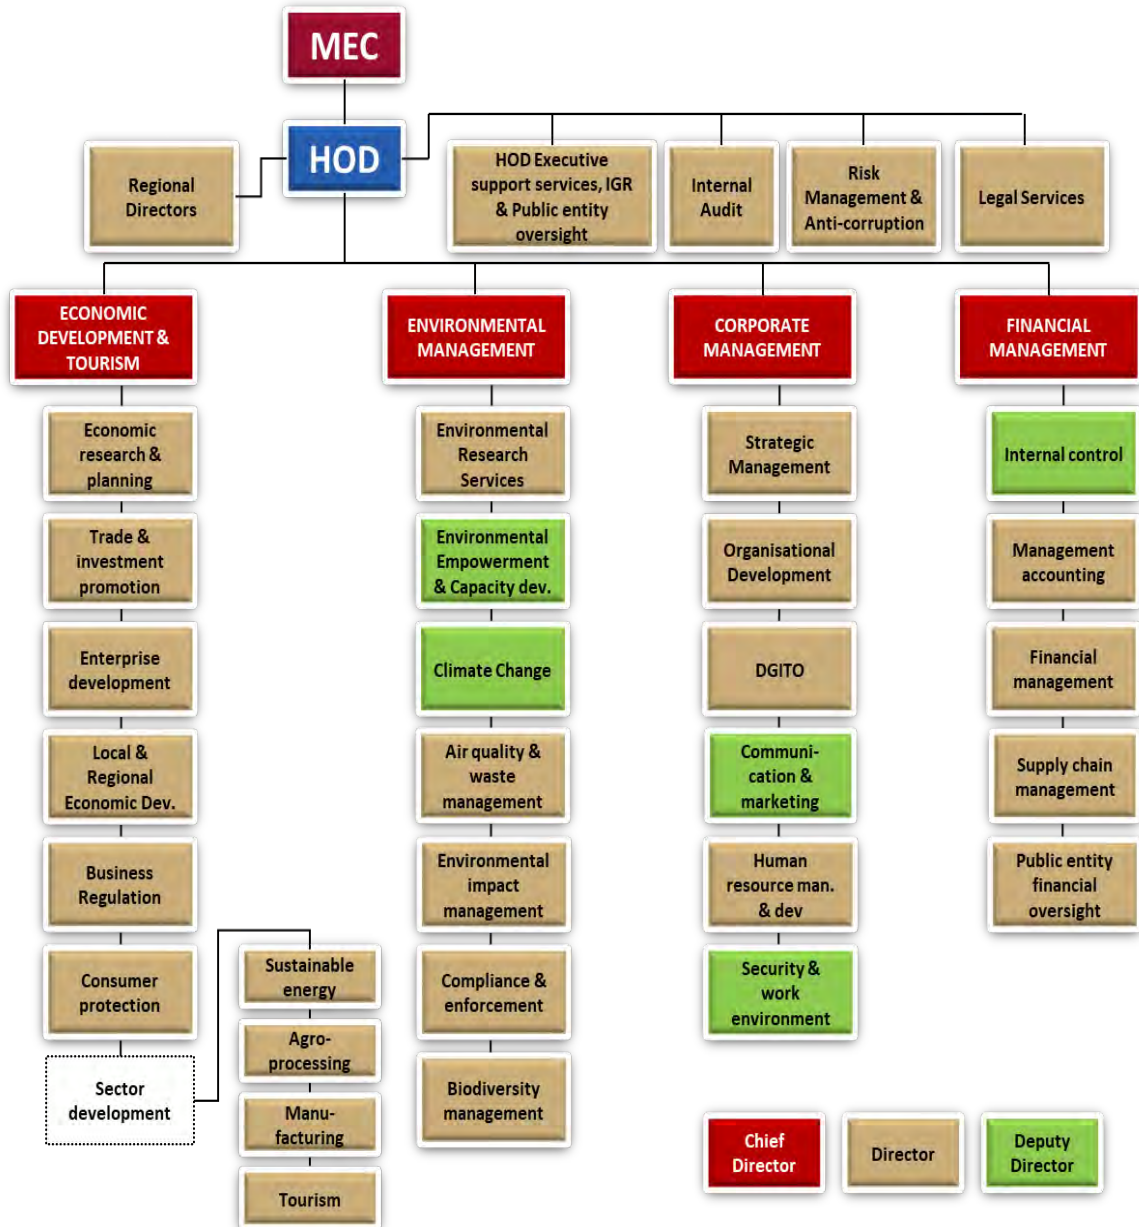 MEC
HOD
Regional
Directors
HOD Executive
support services, IGR
& Public entity
oversight
Internal
Audit
Risk
Management &
Anti-corruption
Legal Services
ECONOMIC
DEVELOPMENT &
TOURISM
Economic
research &
planning
Trade &
investment
promotion
Enterprise
development
Local &
Regional
Economic Dev.
Business
Regulation
Consumer
protection
Sector
development
Sustainable
energy
Agro-
processing
Manu-
facturing
Tourism
ENVIRONMENTAL
MANAGEMENT
Environmental
Research
Services
Environmental
Empowerment
& Capacity dev.
Climate Change
Air quality &
waste
management
Environmental
impact
management
Compliance &
enforcement
Biodiversity
management
CORPORATE
MANAGEMENT
Strategic
Management
Organisational
Development
DGITO
Communi-
cation &
marketing
Human
resource man.
& dev
Security &
work
environment
FINANCIAL
MANAGEMENT
Internal control
Management
accounting
Financial
management
Supply chain
management
Public entity
financial
oversight
Chief
Director
Director
Deputy
Director